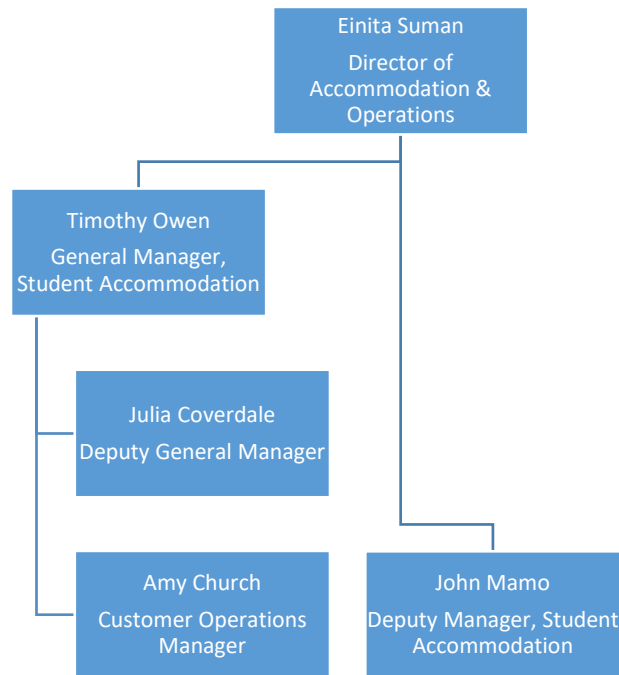 Einita Suman
Director of
Accommodation &
Operations
Timothy Owen
General Manager,
Student Accommodation
Julia Coverdale
Deputy General Manager
Amy Church
Customer Operations
Manager
John Mamo
Deputy Manager, Student
Accommodation